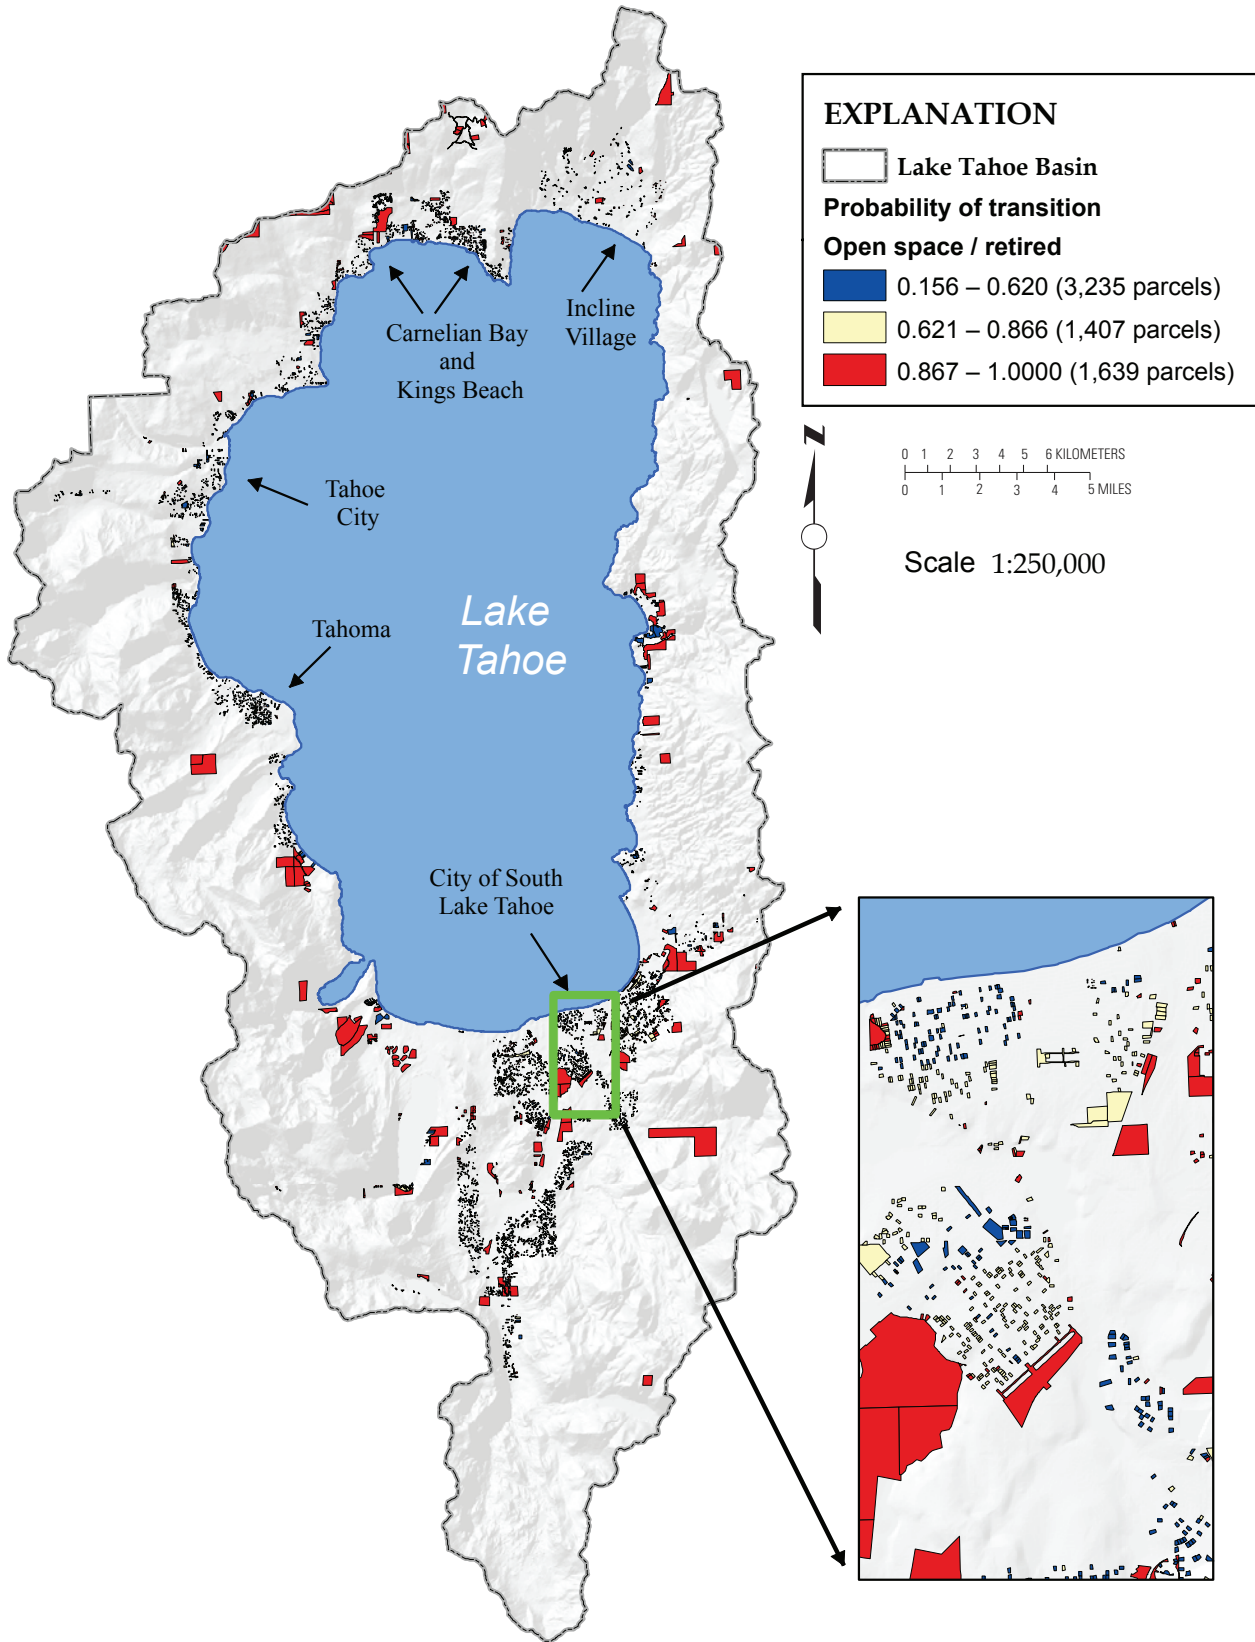 EXPLANATION
Lake Tahoe Basin
Probability of transition
Open space / retired
0.156 – 0.620 (3,235 parcels)
0.621 – 0.866 (1,407 parcels)
0.867 – 1.0000 (1,639 parcels)
Incline
Village
Carnelian Bay
and
Kings Beach
N
0 1 2 3 4 5 6 KILOMETERS
0 1 2 3 4 5 MILES
Scale 1:250,000
Tahoe
City
Lake
Tahoe
Tahoma
City of South
Lake Tahoe